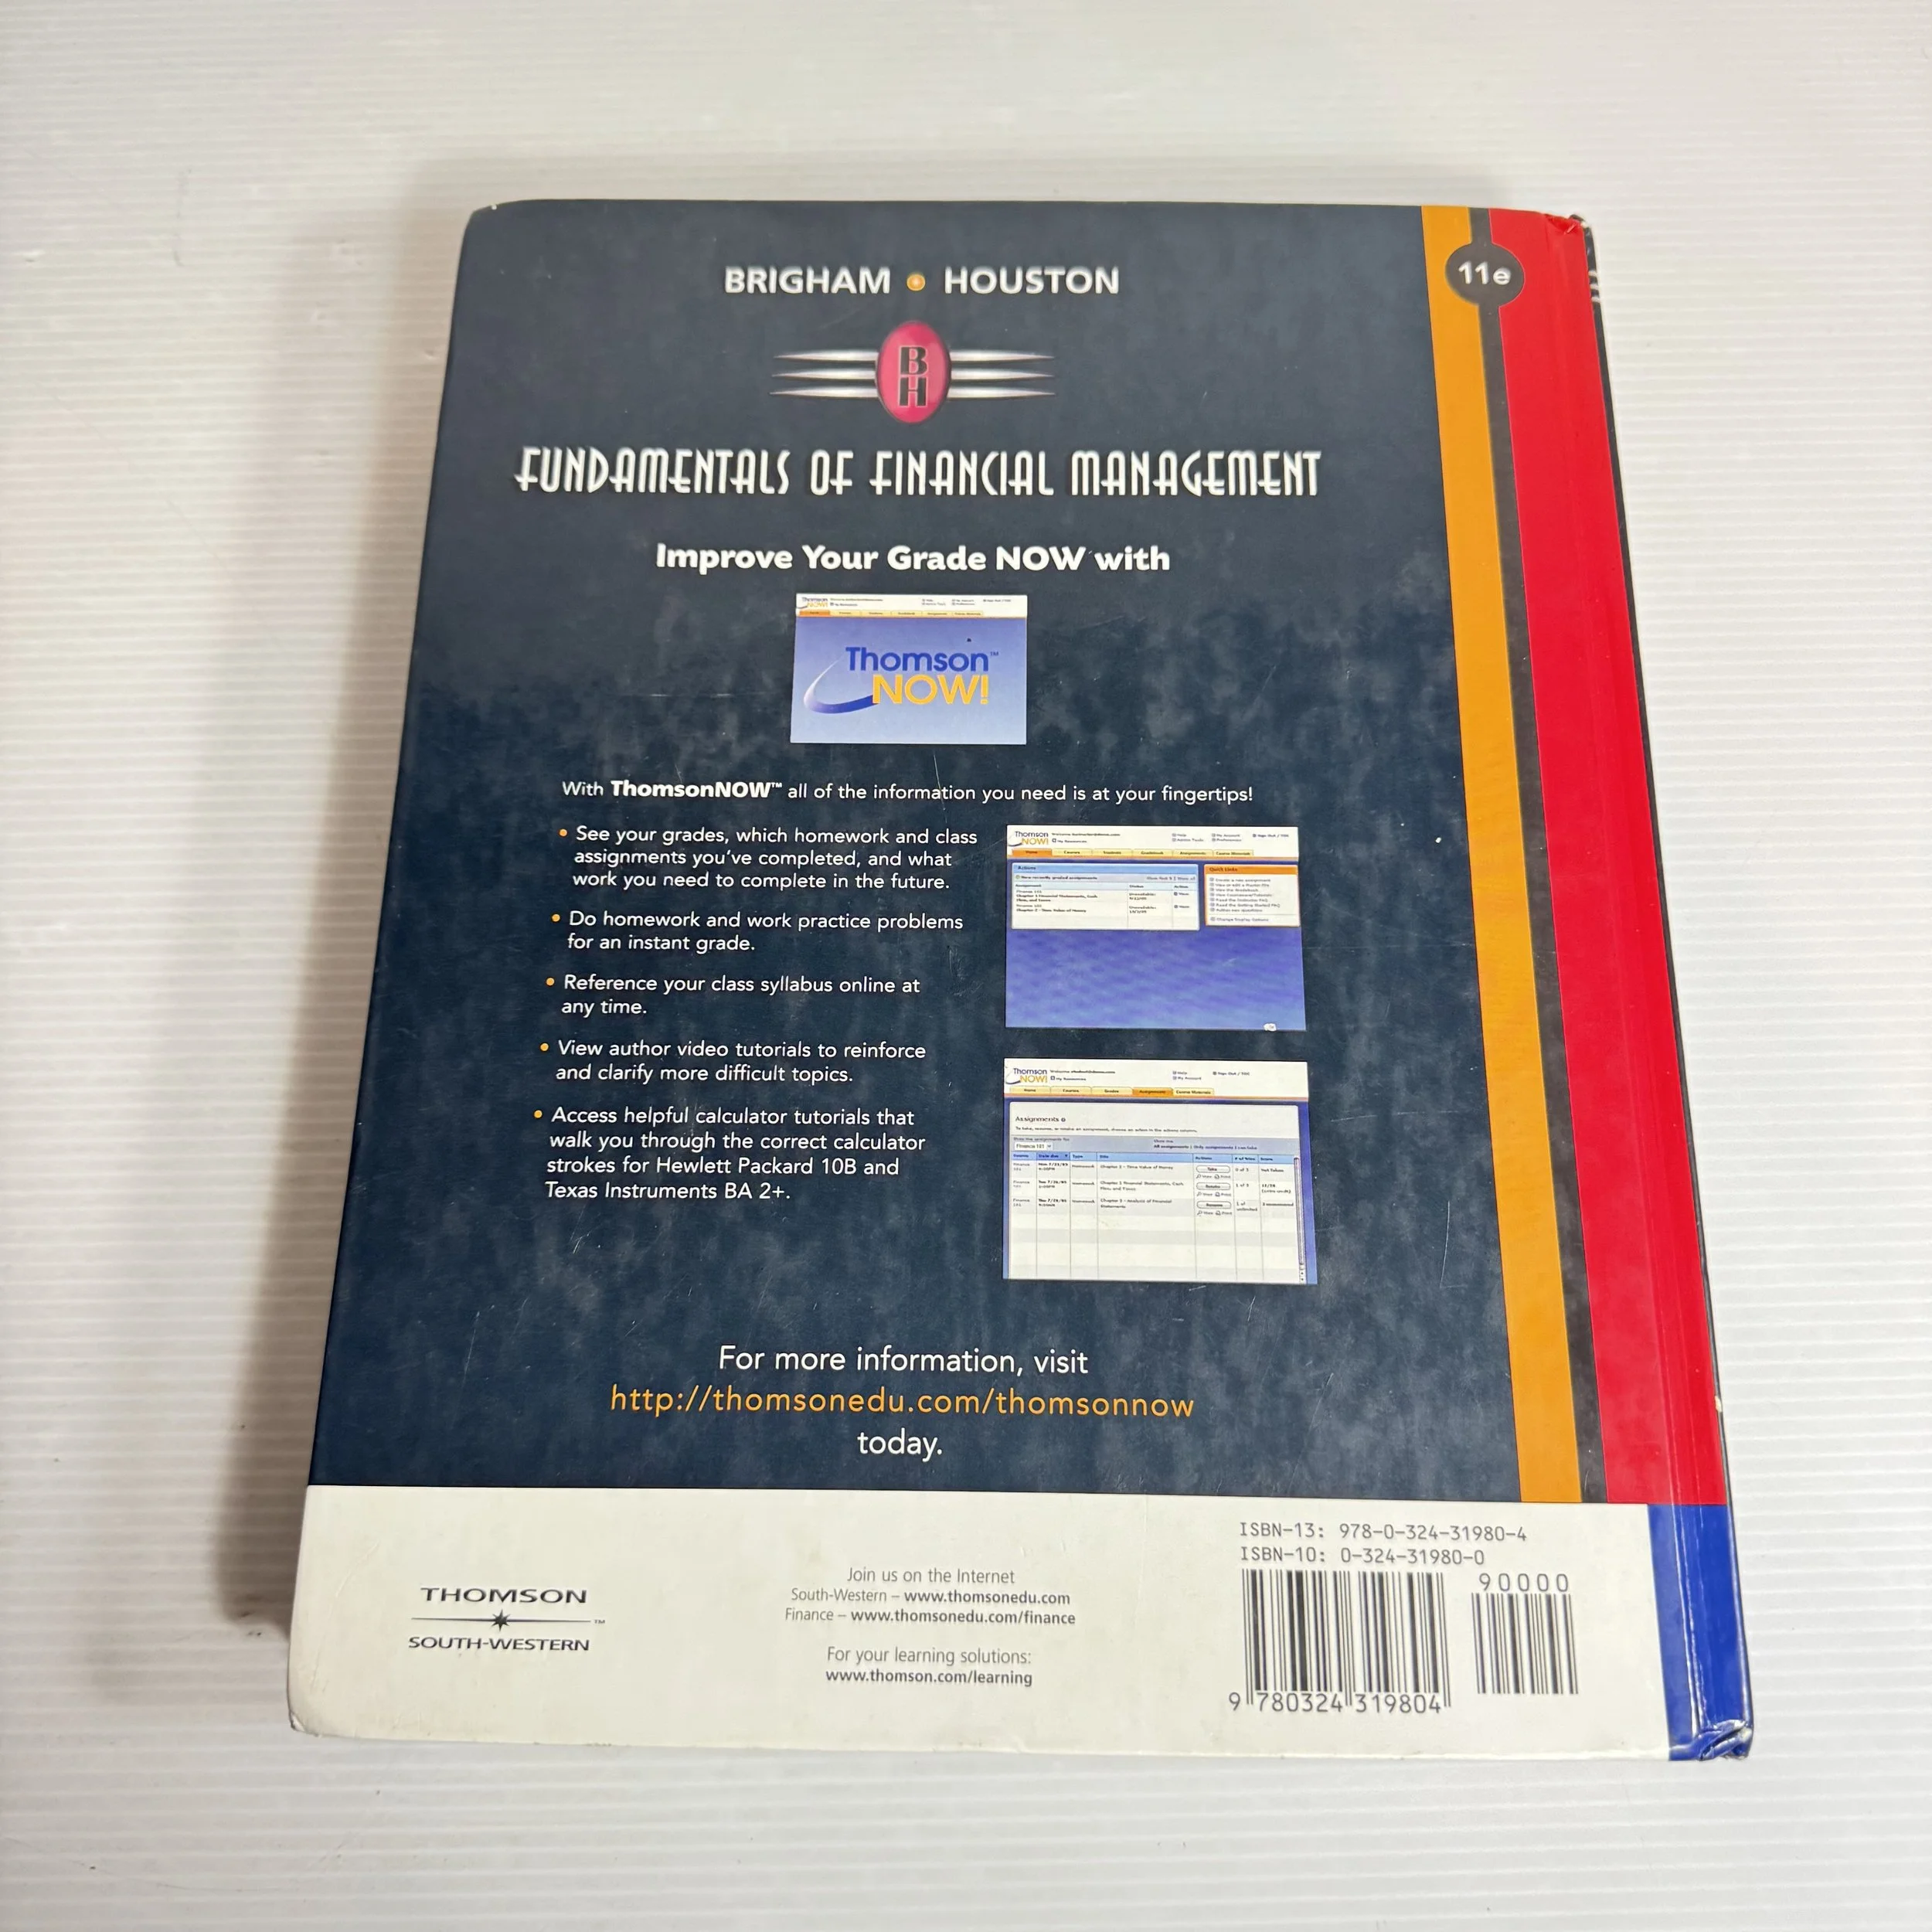 BRIGHAM • HOUSTON
11e
B
H
FUNDAMENTALS OF FINANCIAL MANAGEMENT
Improve Your Grade NOW with
Thomson™
NOW!
With ThomsonNOW™ all of the information you need is at your fingertips!
• See your grades, which homework and class
assignments you've completed, and what
work you need to complete in the future.
• Do homework and work practice problems
for an instant grade.
• Reference your class syllabus online at
any time.
• View author video tutorials to reinforce
and clarify more difficult topics.
• Access helpful calculator tutorials that
walk you through the correct calculator
strokes for Hewlett Packard 10B and
Texas Instruments BA 2+.
Thomson
NOW!
Thomson
NOW!
Assignments
For more information, visit
http://thomsonedu.com/thomsonnow
today.
THOMSON
™
SOUTH-WESTERN
Join us on the Internet
South-Western – www.thomsonedu.com
Finance – www.thomsonedu.com/finance
For your learning solutions:
www.thomson.com/learning
ISBN-13: 978-0-324-31980-4
ISBN-10: 0-324-31980-0
90000
9 780324 319804